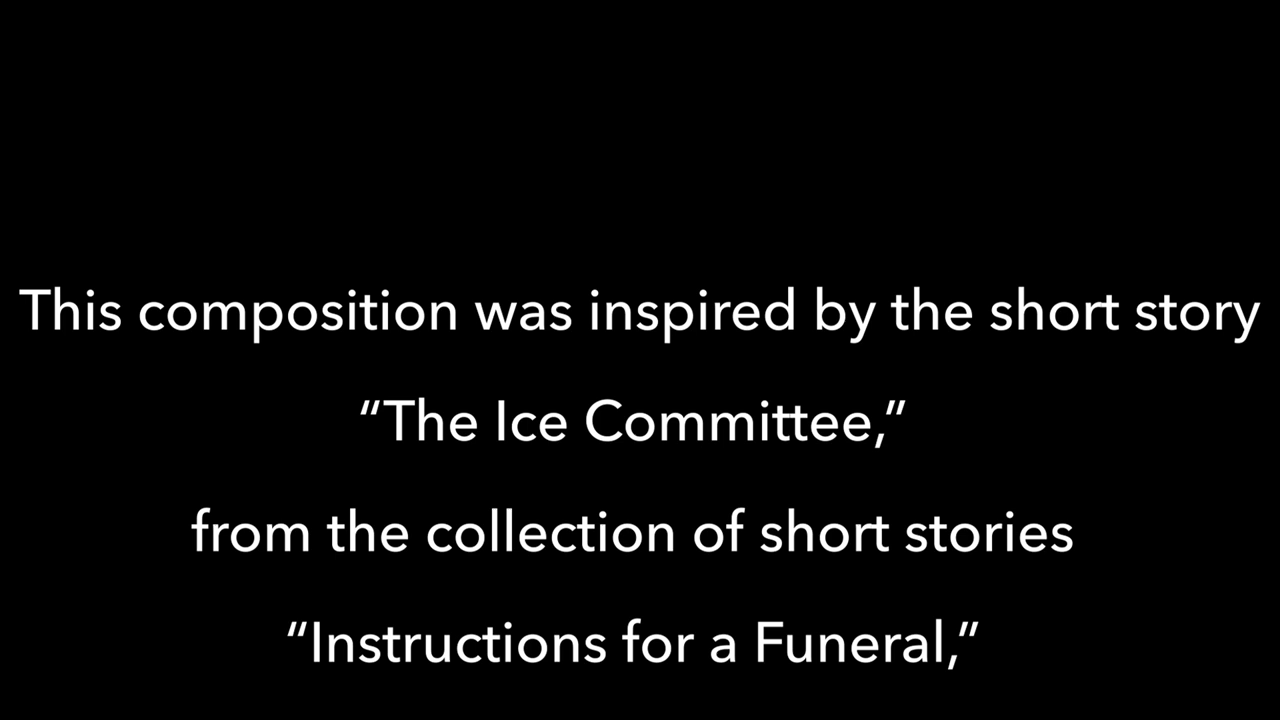 This composition was inspired by the short story
“The Ice Committee,”
from the collection of short stories
“Instructions for a Funeral,”